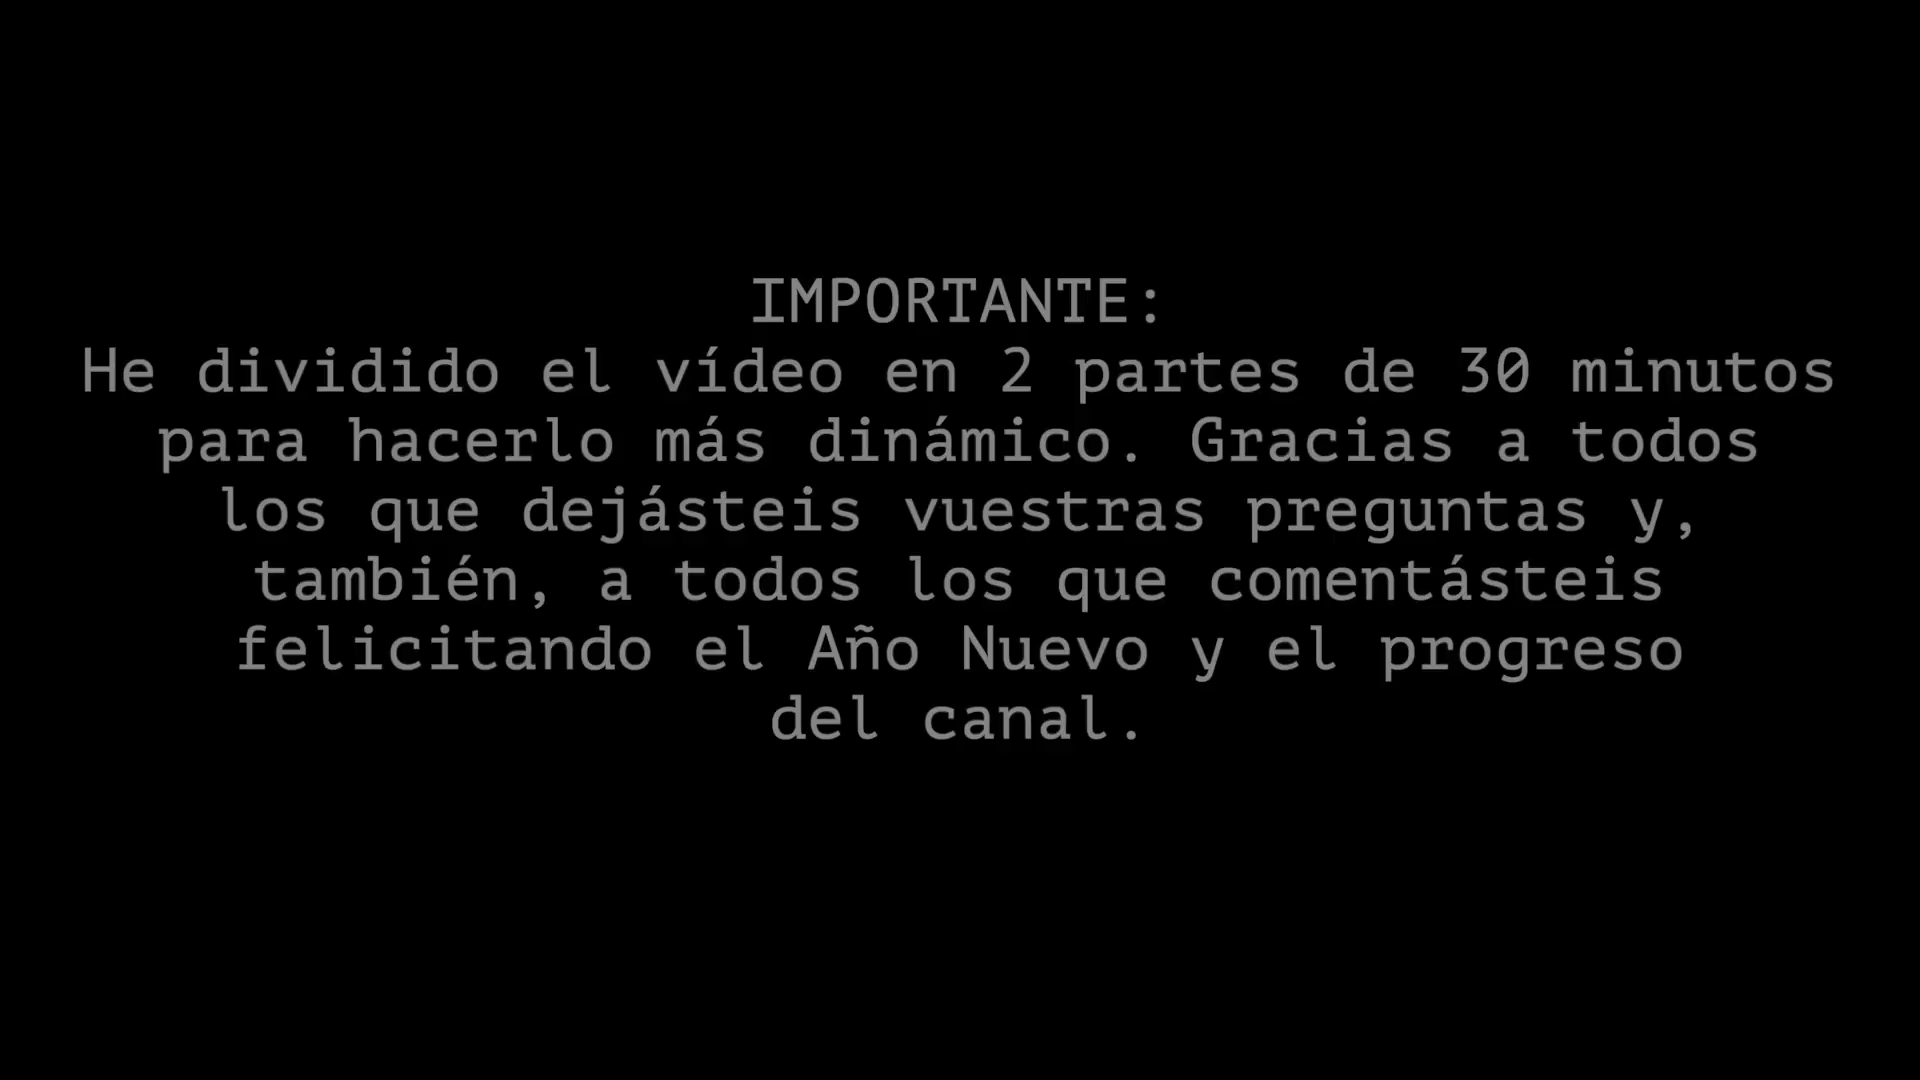 IMPORTANTE:
He dividido el vídeo en 2 partes de 30 minutos
para hacerlo más dinámico. Gracias a todos
los que dejásteis vuestras preguntas y,
también, a todos los que comentásteis
felicitando el Año Nuevo y el progreso
del canal.